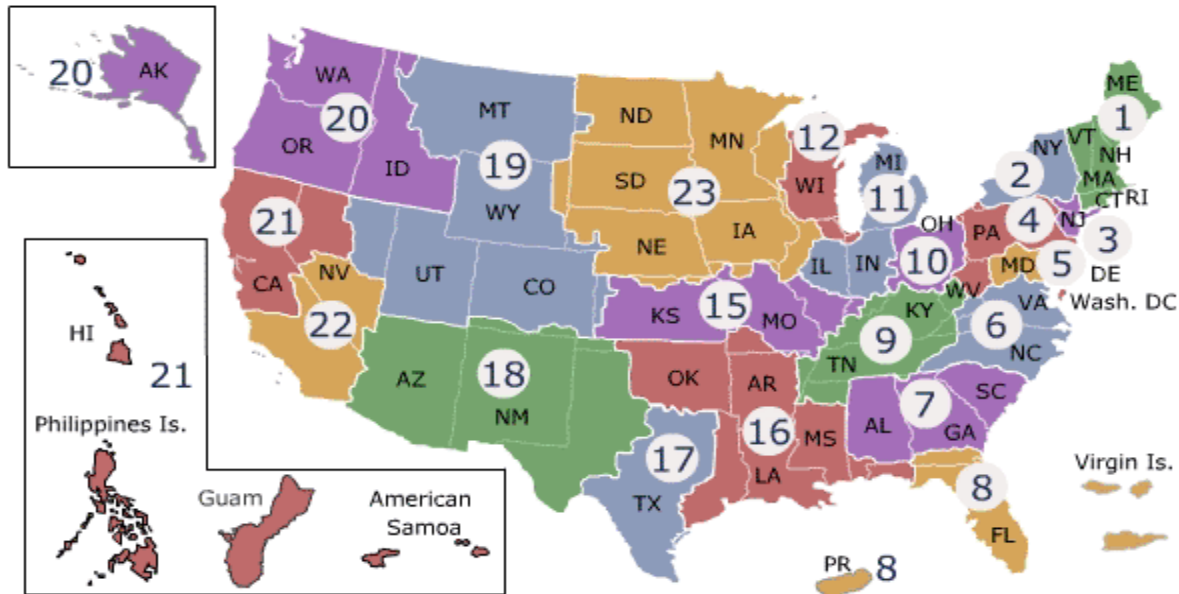 20
AK
WA
20
OR
ID
MT
19
WY
ND
MN
SD
23
NE
IA
12
WI
MI
11
ME
1
VT
NH
NY
2
MA
CT
RI
21
CA
NV
22
UT
CO
KS
15
MO
IL
IN
OH
10
PA
4
NJ
3
MD
5
DE
WV
Wash. DC
VA
6
NC
KY
9
TN
AZ
18
NM
OK
AR
16
LA
MS
AL
7
SC
GA
17
TX
8
FL
PR
8
Virgin Is.
HI
21
Philippines Is.
Guam
American
Samoa